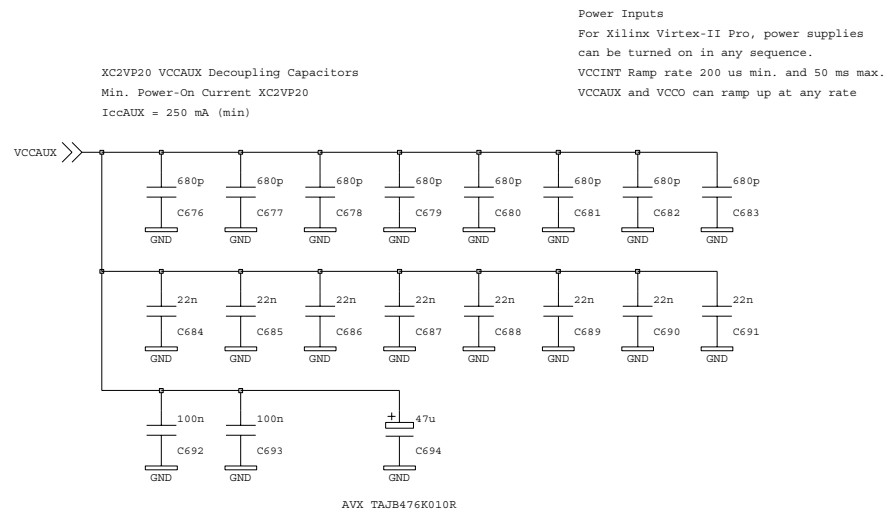 Power Inputs
For Xilinx Virtex-II Pro, power supplies
can be turned on in any sequence.
VCCINT Ramp rate 200 us min. and 50 ms max.
VCCAUX and VCCO can ramp up at any rate
XC2VP20 VCCAUX Decoupling Capacitors
Min. Power-On Current XC2VP20
IccAUX = 250 mA (min)
VCCAUX
680p 680p 680p 680p 680p 680p 680p 680p
C676 C677 C678 C679 C680 C681 C682 C683
GND GND GND GND GND GND GND GND
22n 22n 22n 22n 22n 22n 22n 22n
C684 C685 C686 C687 C688 C689 C690 C691
GND GND GND GND GND GND GND GND
100n 100n + 47u
C692 C693 C694
GND GND GND
AVX TAJB476K010R